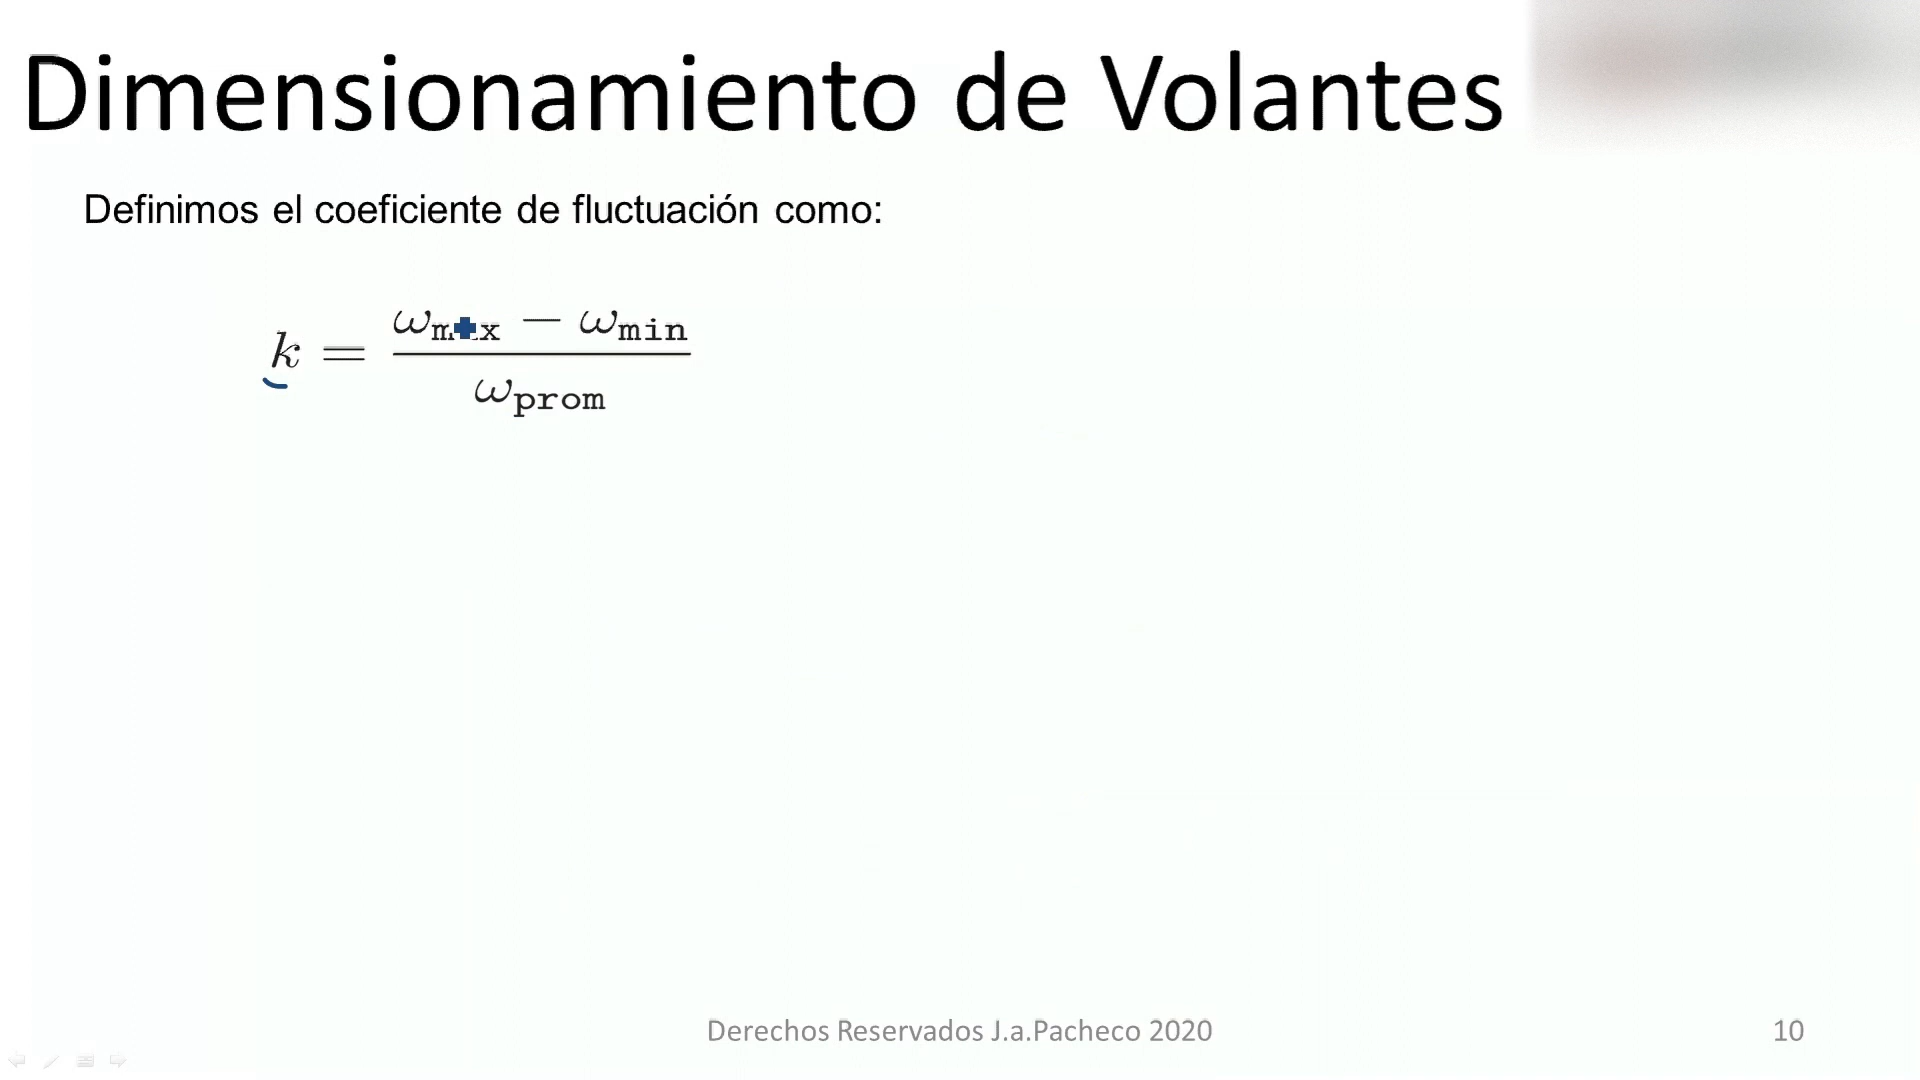 Dimensionamiento de Volantes
Definimos el coeficiente de fluctuación como:
k = (ω_max − ω_min) / ω_prom
Derechos Reservados J.a.Pacheco 2020
10